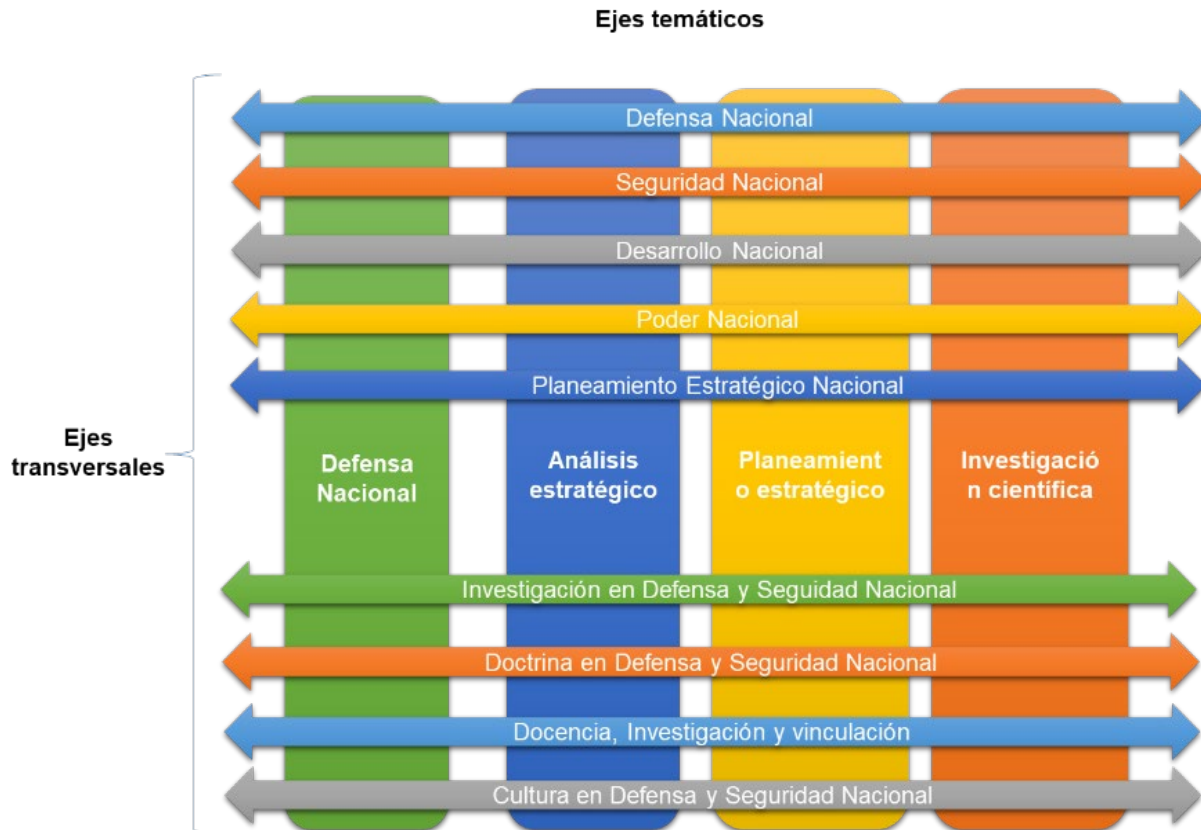 Ejes temáticos
Defensa Nacional
Seguridad Nacional
Desarrollo Nacional
Poder Nacional
Planeamiento Estratégico Nacional
Ejes
transversales
Defensa
Nacional
Análisis
estratégico
Planeamient
o estratégico
Investigació
n científica
Investigación en Defensa y Seguidad Nacional
Doctrina en Defensa y Seguridad Nacional
Docencia, Investigación y vinculación
Cultura en Defensa y Seguridad Nacional